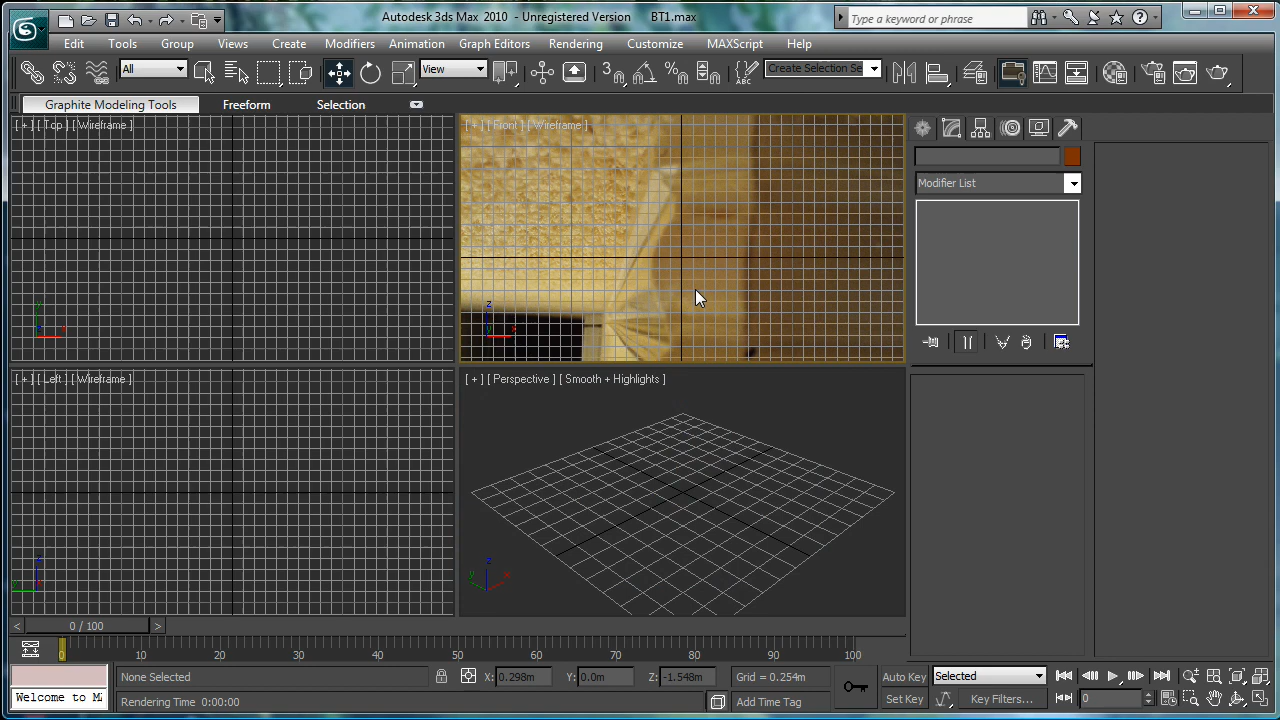 Autodesk 3ds Max 2010 - Unregistered Version BT1.max
Type a keyword or phrase
Edit Tools Group Views Create Modifiers Animation Graph Editors Rendering Customize MAXScript Help
All View Create Selection Se
Graphite Modeling Tools Freeform Selection
[ + ] [ Top ] [ Wireframe ]
[ + ] [ Front ] [ Wireframe ]
Modifier List
[ + ] [ Left ] [ Wireframe ]
[ + ] [ Perspective ] [ Smooth + Highlights ]
< 0 / 100 >
0 10 20 30 40 50 60 70 80 90 100
None Selected X: 0.298m Y: 0.0m Z: -1.548m Grid = 0.254m Auto Key Selected
Welcome to Ma
Rendering Time 0:00:00 Add Time Tag Set Key Key Filters... 0